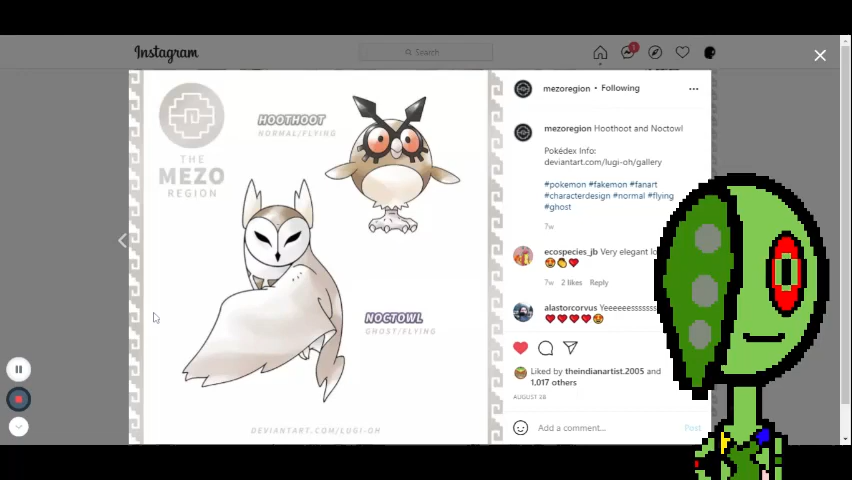 Instagram
Search
1
THE
MEZO
REGION
HOOTHOOT
NORMAL/FLYING
NOCTOWL
GHOST/FLYING
DEVIANTART.COM/LUGI-OH
mezoregion • Following
mezoregion Hoothoot and Noctowl
Pokédex Info:
deviantart.com/lugi-oh/gallery
#pokemon #fakemon #fanart
#characterdesign #normal #flying
#ghost
7w
ecospecies_jb Very elegant
7w 2 likes Reply
alastorcorvus Yeeeeeessssss
Liked by theindianartist.2005 and
1,017 others
AUGUST 28
Add a comment...
Post